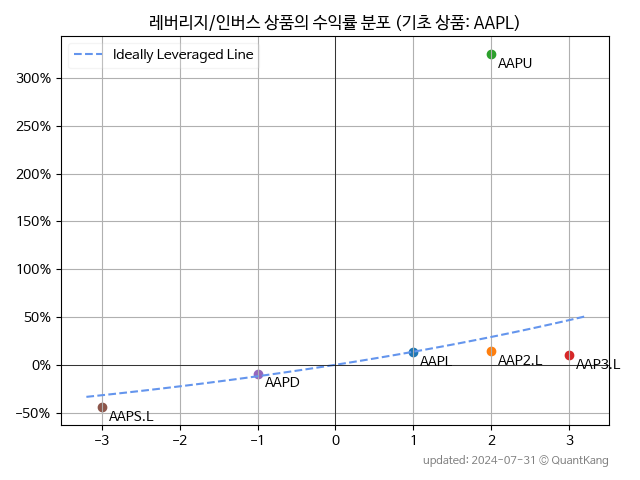 레버리지/인버스 상품의 수익률 분포 (기초 상품: AAPL)
Ideally Leveraged Line
300%
250%
200%
150%
100%
50%
0%
−50%
AAPU
AAPL
AAP2.L
AAP3.L
AAPD
AAPS.L
−3 −2 −1 0 1 2 3
updated: 2024-07-31 © QuantKang